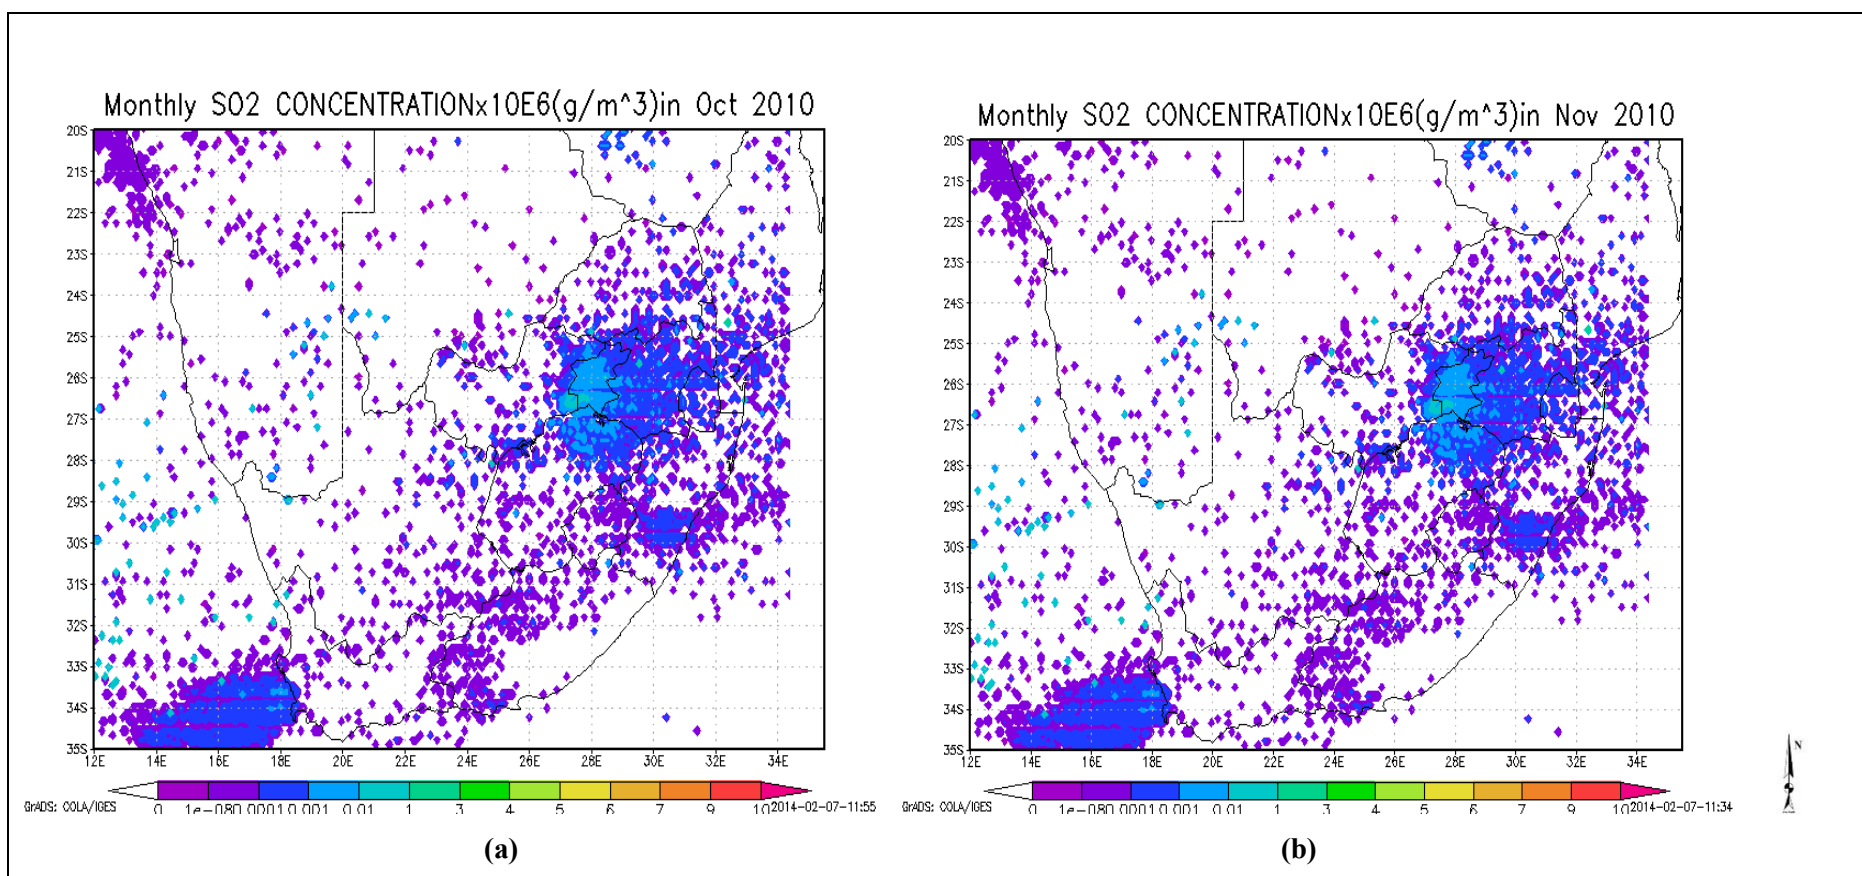 Monthly SO2 CONCENTRATIONx10E6(g/m^3)in Oct 2010
20S
21S
22S
23S
24S
25S
26S
27S
28S
29S
30S
31S
32S
33S
34S
35S
12E 14E 16E 18E 20E 22E 24E 26E 28E 30E 32E 34E
0 1e-08 0.0001 0.001 0.01 1 3 4 5 6 7 9 10
GrADS: COLA/IGES
2014-02-07-11:55
(a)
Monthly SO2 CONCENTRATIONx10E6(g/m^3)in Nov 2010
20S
21S
22S
23S
24S
25S
26S
27S
28S
29S
30S
31S
32S
33S
34S
35S
12E 14E 16E 18E 20E 22E 24E 26E 28E 30E 32E 34E
0 1e-08 0.0001 0.001 0.01 1 3 4 5 6 7 9 10
GrADS: COLA/IGES
2014-02-07-11:34
(b)
N